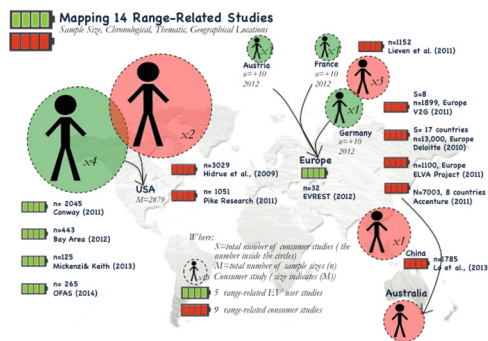 Mapping 14 Range-Related Studies
Sample Size, Chronological, Thematic, Geographical Locations
Austria
n=+10
2012
France
n=+10
2012
n=1152
Lieven et al. (2011)
x3
x1
Germany
n=+10
2012
S=8
n=1899, Europe
V2G (2011)
S= 17 countries
n=13,000, Europe
Deloitte (2010)
n=1100, Europe
ELVA Project (2011)
n=7003, 8 countries
Accenture (2011)
x4
x2
USA
M=2879
n=3029
Hidrue et al., (2009)
n= 1051
Pike Research (2011)
Europe
n=32
EVREST (2012)
n= 2045
Conway (2011)
n=443
Bay Area (2012)
n=125
Mickenzi& Keith (2013)
n= 265
OFAS (2014)
Where:
S=total number of consumer studies ( the
number inside the circles)
M=total number of sample sizes (n)
Consumer study ( size indicates (M))
5 range-related EV user studies
9 range-related consumer studies
x1
China
n=1785
Lo et al., (2013
Australia